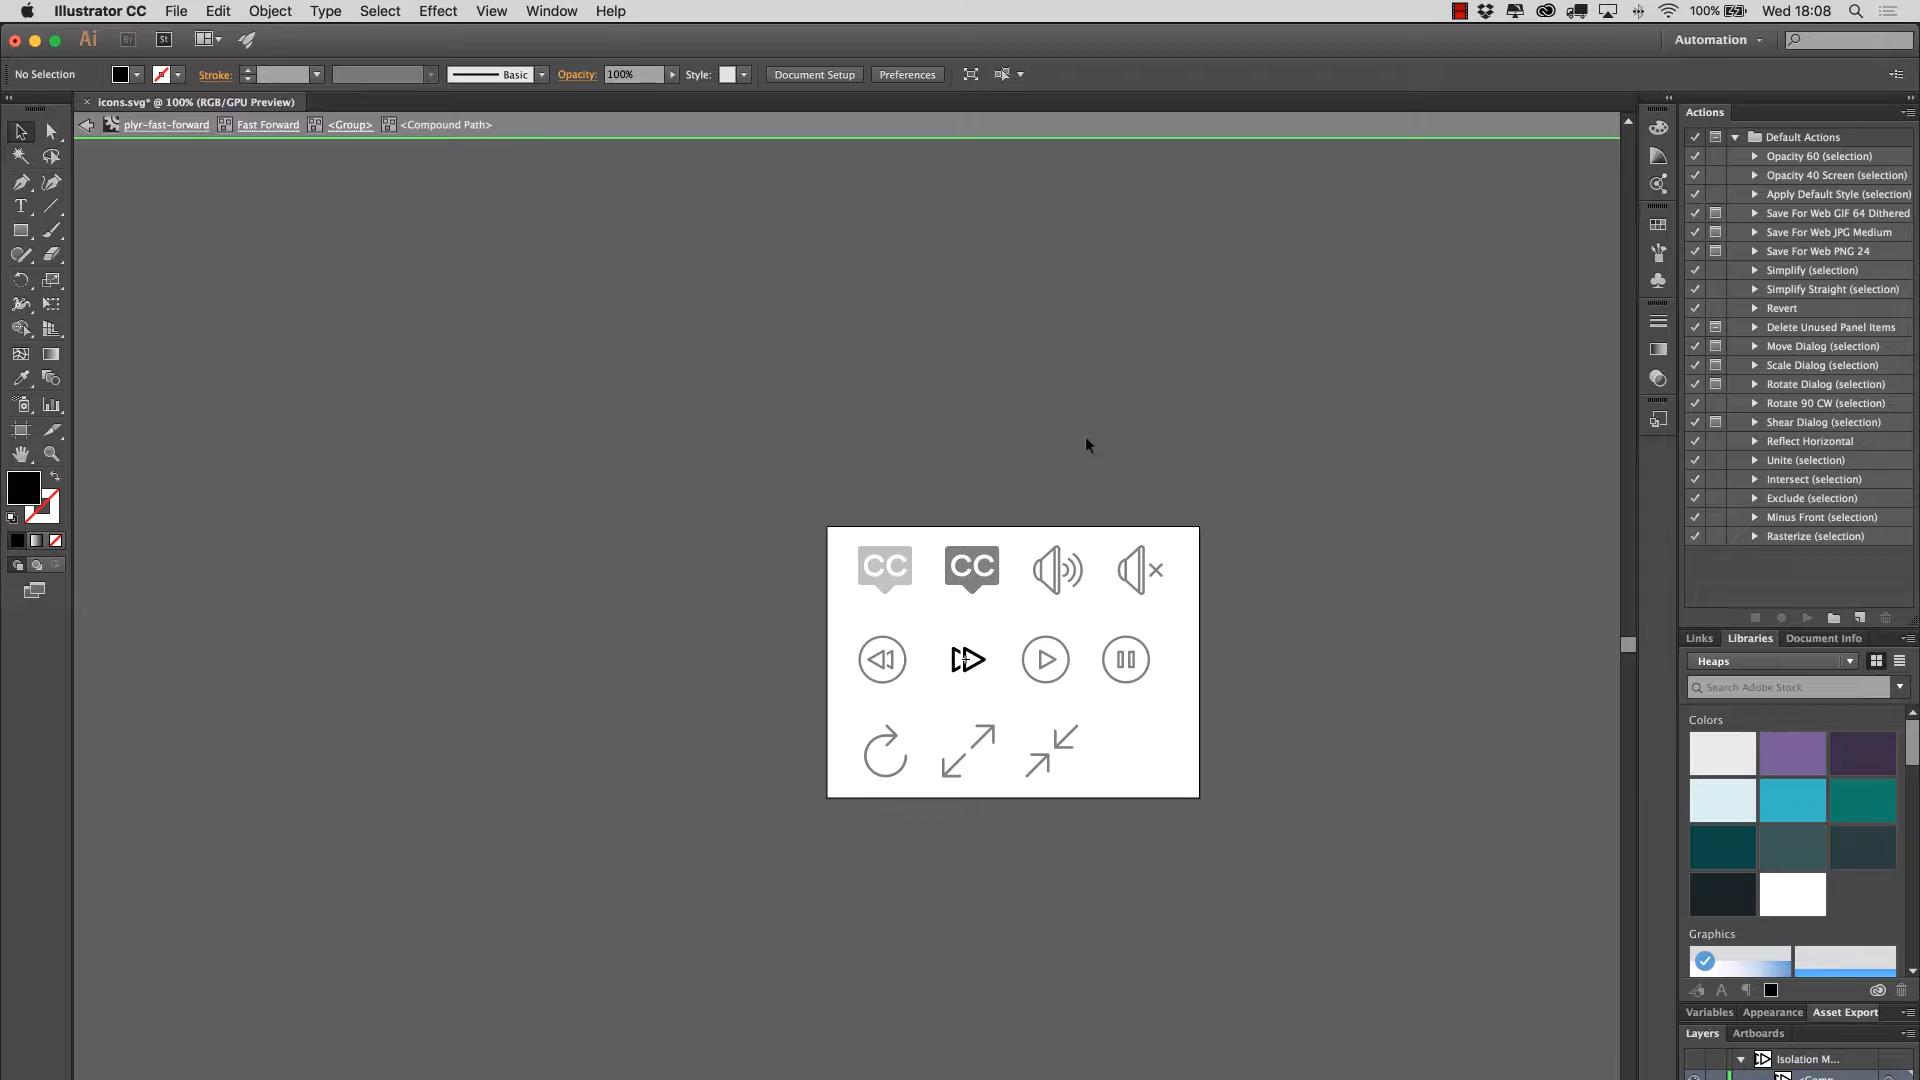 Illustrator CC File Edit Object Type Select Effect View Window Help 100% Wed 18:08
Ai Br St Automation
No Selection Stroke: Basic Opacity: 100% Style: Document Setup Preferences
icons.svg* @ 100% (RGB/GPU Preview)
plyr-fast-forward Fast Forward <Group> <Compound Path>
Actions
Default Actions
Opacity 60 (selection)
Opacity 40 Screen (selection)
Apply Default Style (selection)
Save For Web GIF 64 Dithered
Save For Web JPG Medium
Save For Web PNG 24
Simplify (selection)
Simplify Straight (selection)
Revert
Delete Unused Panel Items
Move Dialog (selection)
Scale Dialog (selection)
Rotate Dialog (selection)
Rotate 90 CW (selection)
Shear Dialog (selection)
Reflect Horizontal
Unite (selection)
Intersect (selection)
Exclude (selection)
Minus Front (selection)
Rasterize (selection)
CC CC
Links Libraries Document Info
Heaps
Search Adobe Stock
Colors
Graphics
Variables Appearance Asset Export
Layers Artboards
Isolation M...